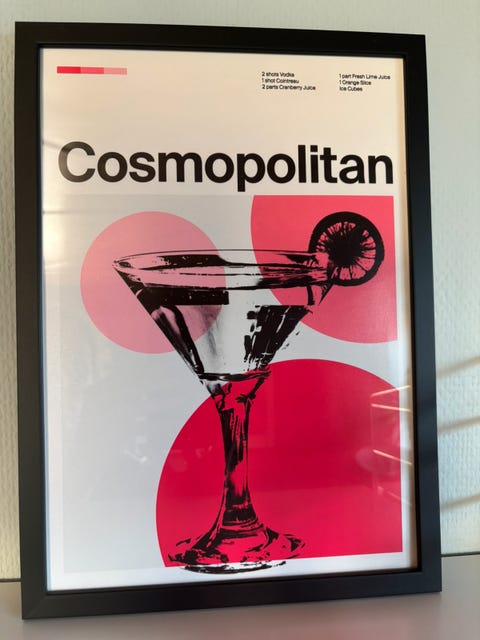 2 shots Vodka
1 shot Cointreau
2 parts Cranberry Juice
1 part Fresh Lime Juice
1 Orange Slice
Ice Cubes
Cosmopolitan